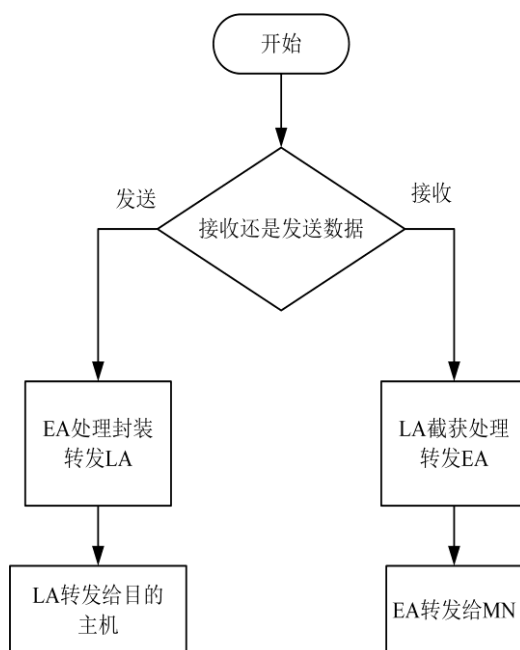 开始
发送
接收
接收还是发送数据
EA处理封装
转发LA
LA截获处理
转发EA
LA转发给目的
主机
EA转发给MN